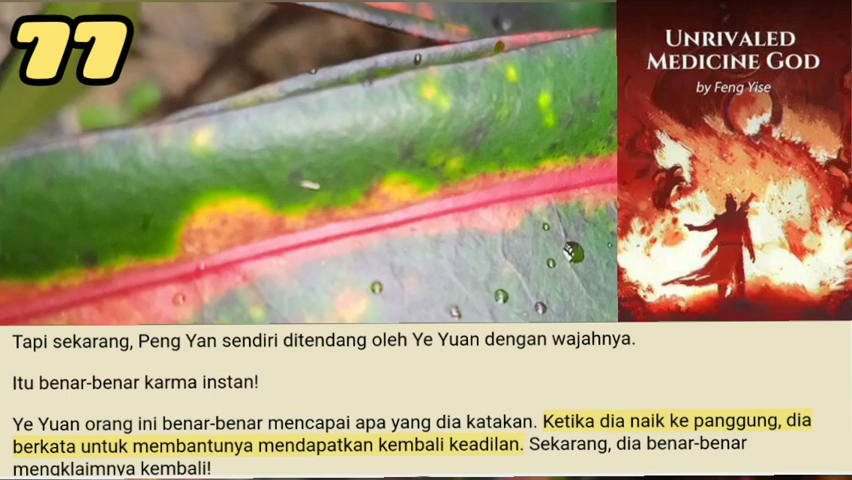 77
UNRIVALED
MEDICINE GOD
by Feng Yise
Tapi sekarang, Peng Yan sendiri ditendang oleh Ye Yuan dengan wajahnya.
Itu benar-benar karma instan!
Ye Yuan orang ini benar-benar mencapai apa yang dia katakan. Ketika dia naik ke panggung, dia
berkata untuk membantunya mendapatkan kembali keadilan. Sekarang, dia benar-benar
mengklaimnya kembali!